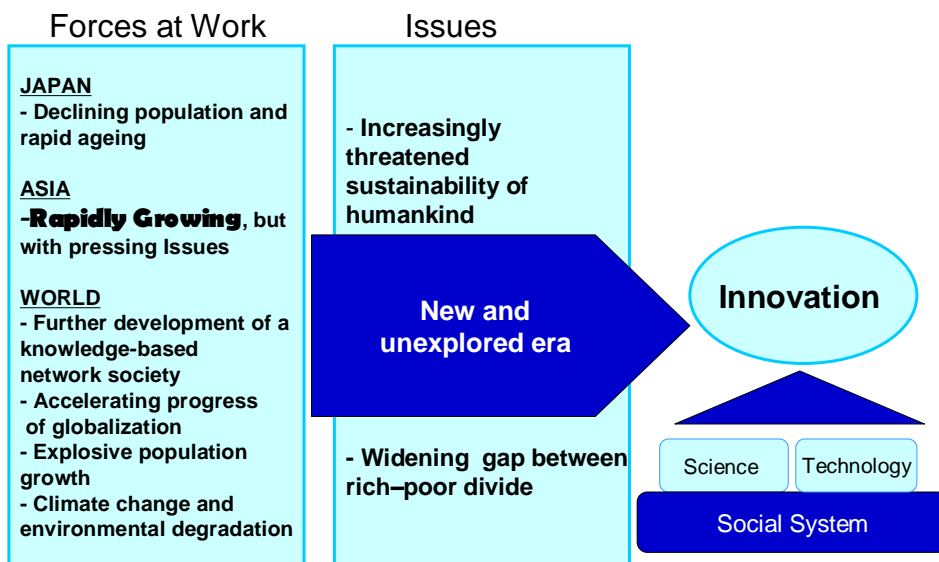 Forces at Work
JAPAN
- Declining population and
rapid ageing
ASIA
-Rapidly Growing, but
with pressing Issues
WORLD
- Further development of a
knowledge-based
network society
- Accelerating progress
of globalization
- Explosive population
growth
- Climate change and
environmental degradation
Issues
- Increasingly
threatened
sustainability of
humankind
New and
unexplored era
- Widening gap between
rich–poor divide
Innovation
Science
Technology
Social System